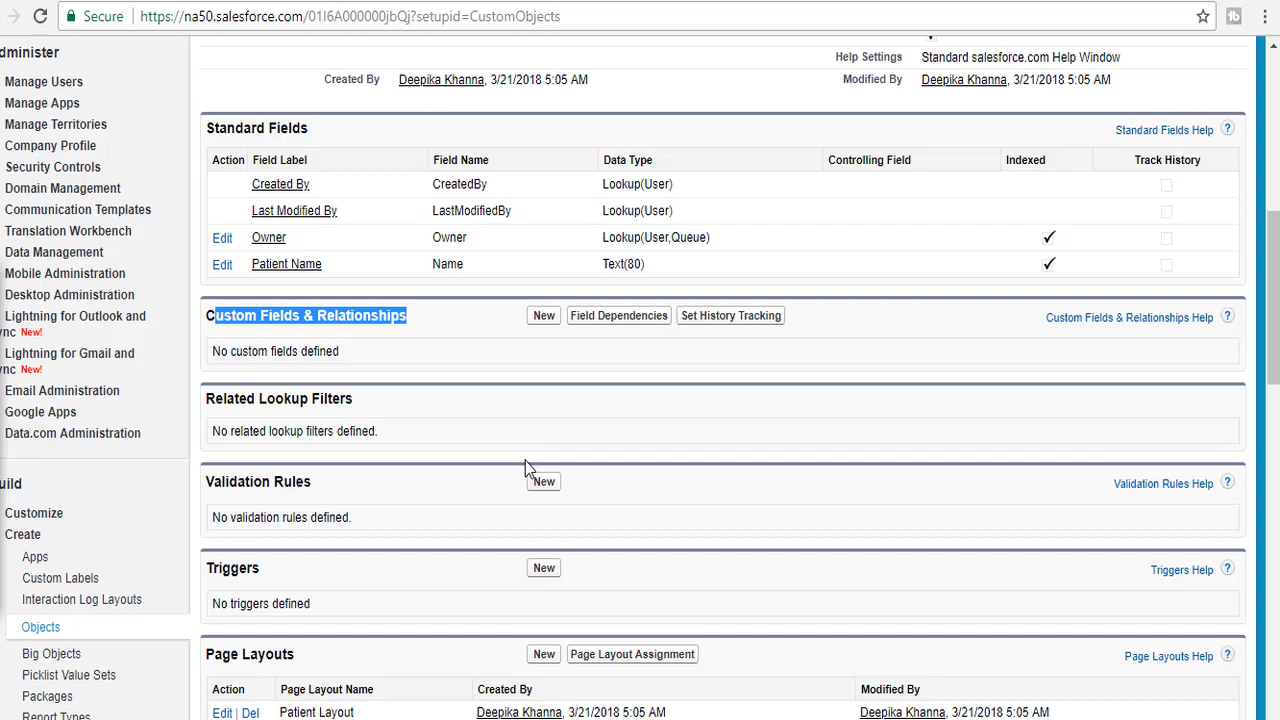 Secure https://na50.salesforce.com/01I6A000000jbQj?setupid=CustomObjects
dminister
Manage Users
Manage Apps
Manage Territories
Company Profile
Security Controls
Domain Management
Communication Templates
Translation Workbench
Data Management
Mobile Administration
Desktop Administration
Lightning for Outlook and
ync New!
Lightning for Gmail and
ync New!
Email Administration
Google Apps
Data.com Administration
uild
Customize
Create
Apps
Custom Labels
Interaction Log Layouts
Objects
Big Objects
Picklist Value Sets
Packages
Report Types
Help Settings Standard salesforce.com Help Window
Created By Deepika Khanna, 3/21/2018 5:05 AM Modified By Deepika Khanna, 3/21/2018 5:05 AM
Standard Fields Standard Fields Help ?
Action Field Label Field Name Data Type Controlling Field Indexed Track History
Created By CreatedBy Lookup(User)
Last Modified By LastModifiedBy Lookup(User)
Edit Owner Owner Lookup(User,Queue) ✓
Edit Patient Name Name Text(80) ✓
Custom Fields & Relationships New Field Dependencies Set History Tracking Custom Fields & Relationships Help ?
No custom fields defined
Related Lookup Filters
No related lookup filters defined.
Validation Rules New Validation Rules Help ?
No validation rules defined.
Triggers New Triggers Help ?
No triggers defined
Page Layouts New Page Layout Assignment Page Layouts Help ?
Action Page Layout Name Created By Modified By
Edit | Del Patient Layout Deepika Khanna, 3/21/2018 5:05 AM Deepika Khanna, 3/21/2018 5:05 AM